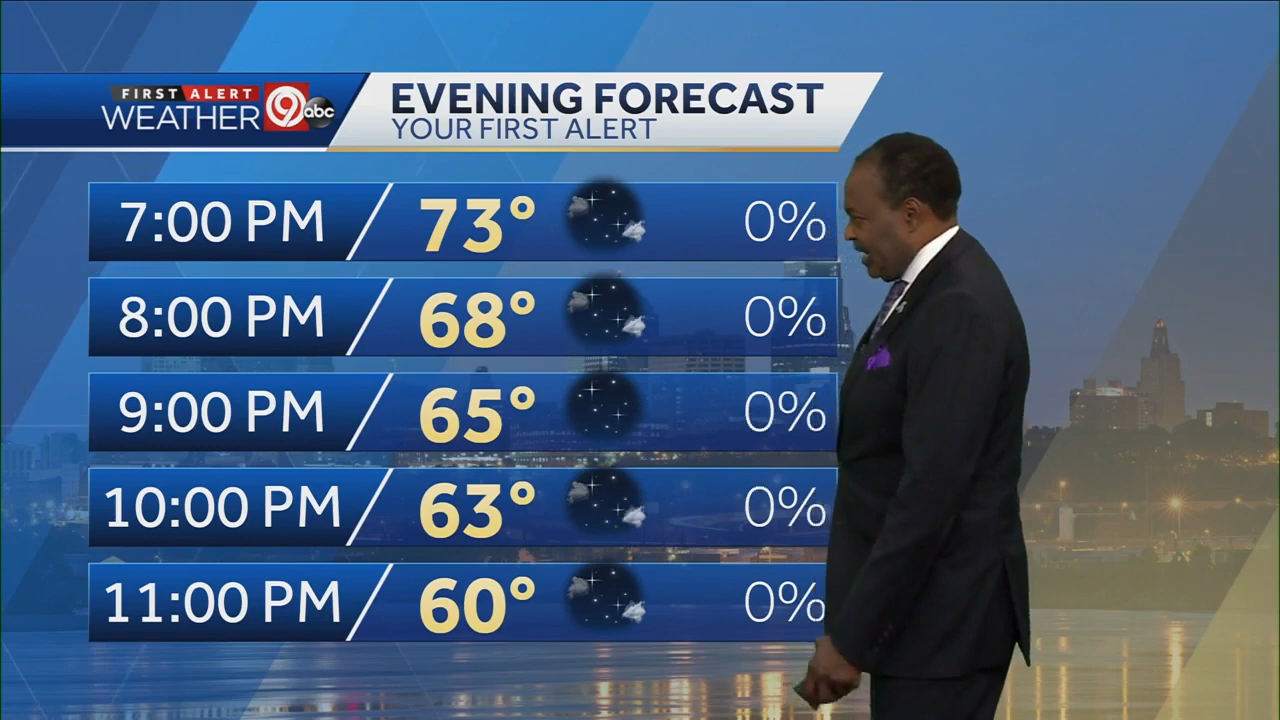 FIRST ALERT
WEATHER 9 abc
EVENING FORECAST
YOUR FIRST ALERT
7:00 PM 73° 0%
8:00 PM 68° 0%
9:00 PM 65° 0%
10:00 PM 63° 0%
11:00 PM 60° 0%